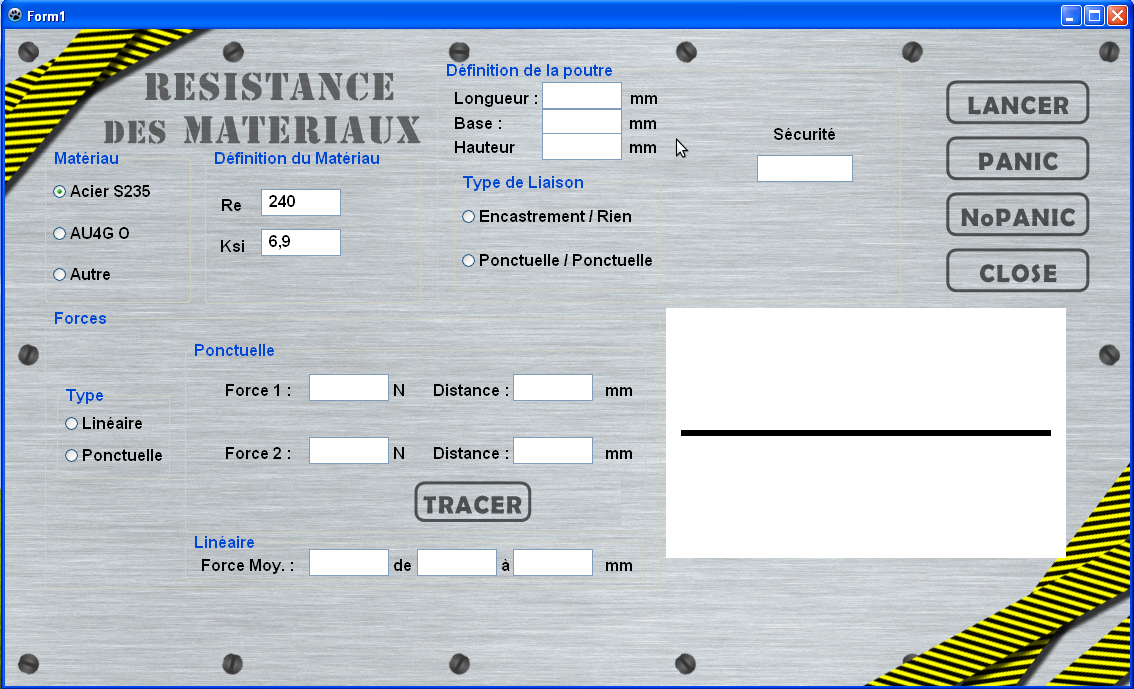 Form1
RESISTANCE
DES MATERIAUX
Définition de la poutre
Longueur : mm
Base : mm
Hauteur mm
Sécurité
Type de Liaison
Encastrement / Rien
Ponctuelle / Ponctuelle
LANCER
PANIC
NoPANIC
CLOSE
Matériau
Acier S235
AU4G O
Autre
Définition du Matériau
Re 240
Ksi 6,9
Forces
Type
Linéaire
Ponctuelle
Ponctuelle
Force 1 : N Distance : mm
Force 2 : N Distance : mm
TRACER
Linéaire
Force Moy. : de à mm